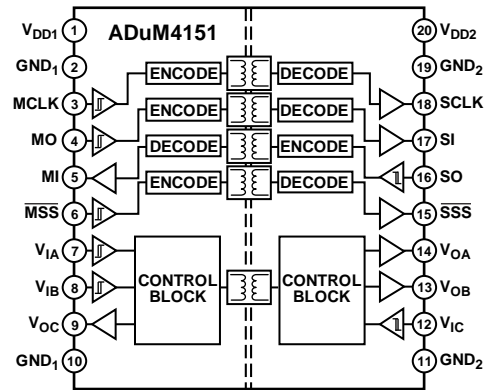 ADuM4151
VDD1 1
20 VDD2
GND1 2
19 GND2
MCLK 3
ENCODE DECODE
18 SCLK
MO 4
ENCODE DECODE
17 SI
MI 5
DECODE ENCODE
16 SO
MSS 6
ENCODE DECODE
15 SSS
VIA 7
14 VOA
VIB 8
CONTROL BLOCK
CONTROL BLOCK
13 VOB
VOC 9
12 VIC
GND1 10
11 GND2